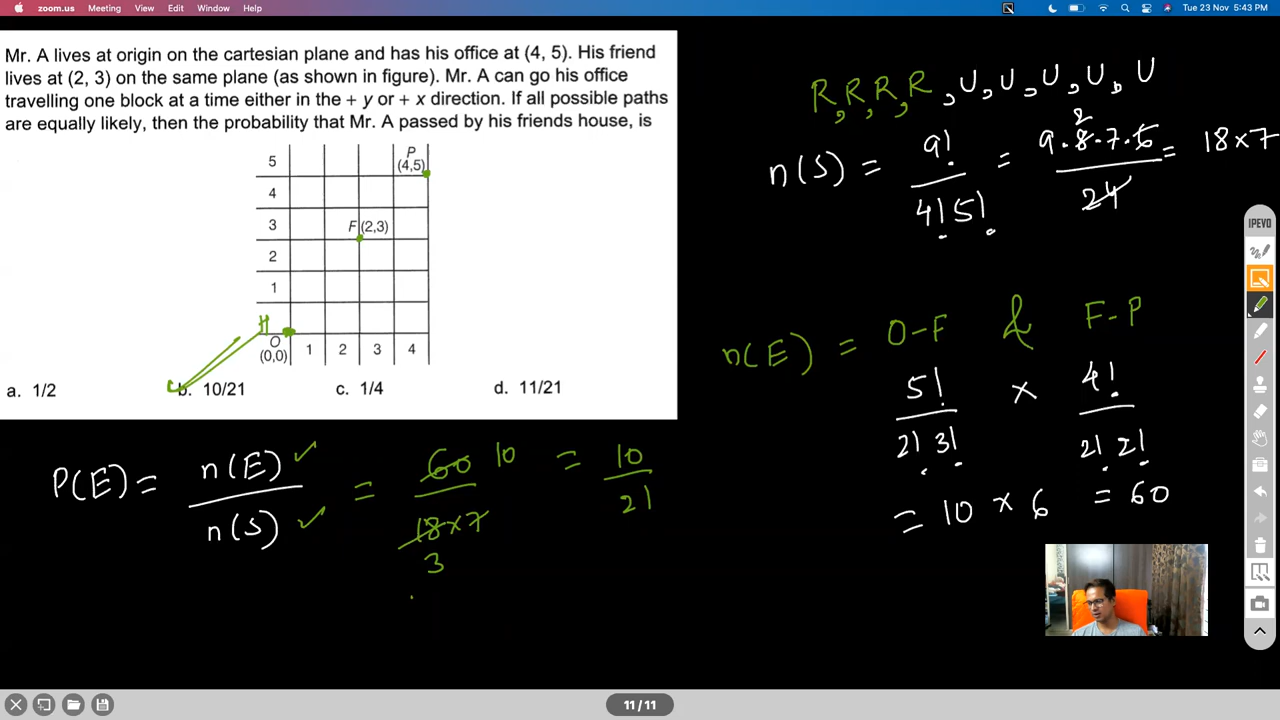 zoom.us Meeting View Edit Window Help Tue 23 Nov 5:43 PM
Mr. A lives at origin on the cartesian plane and has his office at (4, 5). His friend
lives at (2, 3) on the same plane (as shown in figure). Mr. A can go his office
travelling one block at a time either in the + y or + x direction. If all possible paths
are equally likely, then the probability that Mr. A passed by his friends house, is
P
5 (4,5)
4
3 F (2,3)
2
1
H
O
(0,0) 1 2 3 4
a. 1/2 b. 10/21 c. 1/4 d. 11/21
R, R, R, R, U, U, U, U, U
n(S) = 9! / 4! 5! = 9·8·7·6 / 24 = 18 x 7
2
n(E) = O-F & F-P
5! / 2! 3! x 4! / 2! 2!
= 10 x 6 = 60
P(E) = n(E) / n(S) = 60 / 18x7 = 10 / 21
10
3
IPEVO
11 / 11